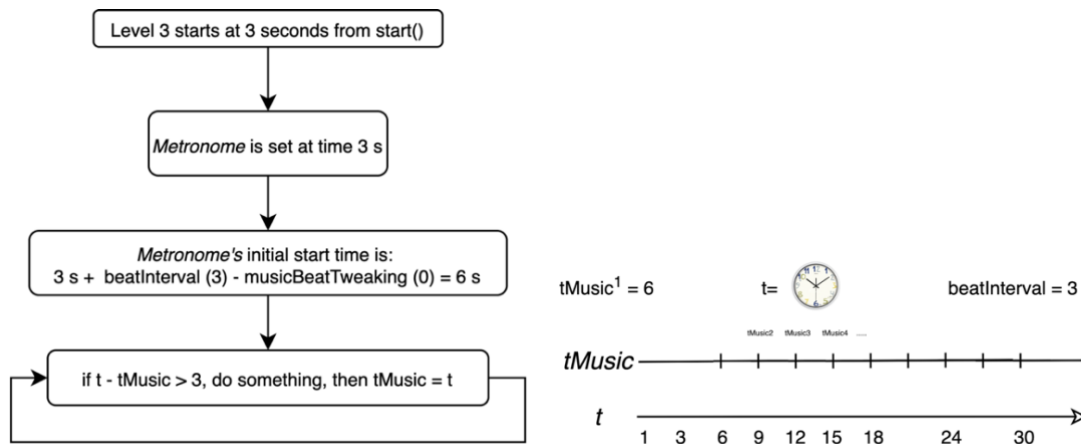 Level 3 starts at 3 seconds from start()
Metronome is set at time 3 s
Metronome's initial start time is:
3 s + beatInterval (3) - musicBeatTweaking (0) = 6 s
if t - tMusic > 3, do something, then tMusic = t
tMusic¹ = 6
t=
beatInterval = 3
tMusic2 tMusic3 tMusic4 .....
tMusic
t
1 3 6 9 12 15 18 24 30